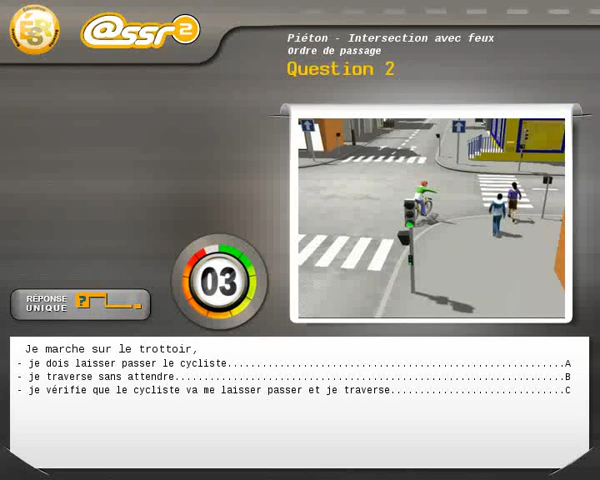 @ssr2
Piéton - Intersection avec feux
Ordre de passage
Question 2
03
RÉPONSE
UNIQUE
?
Je marche sur le trottoir,
- je dois laisser passer le cycliste..............................................................A
- je traverse sans attendre.......................................................................B
- je vérifie que le cycliste va me laisser passer et je traverse..................................C